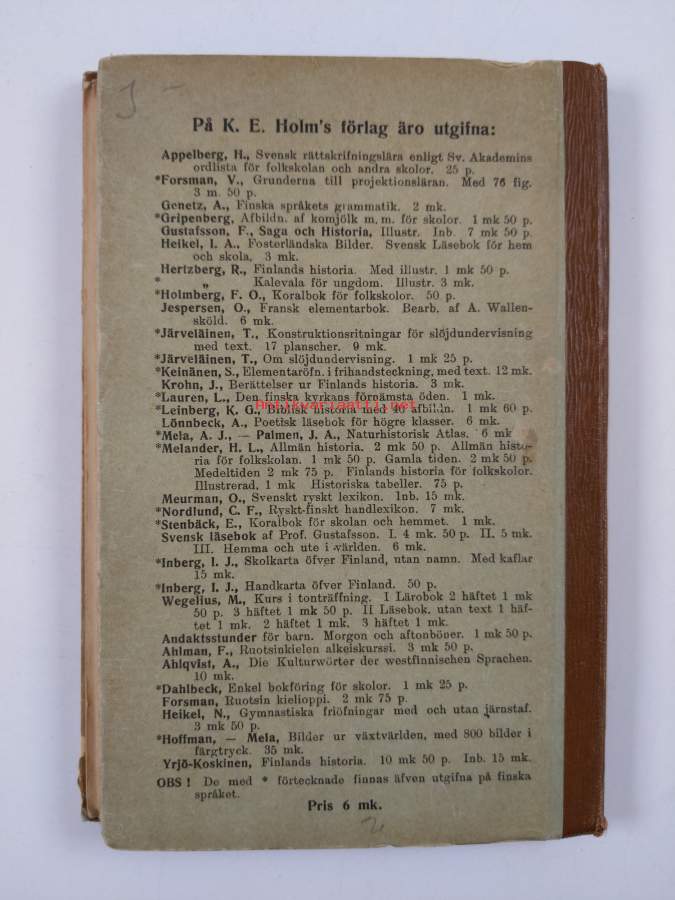 På K. E. Holm's förlag äro utgifna:
Appelberg, H., Svensk rättskrifningslära enligt Sv. Akademins
ordlista för folkskolan och andra skolor. 25 p.
*Forsman, V., Grunderna till projektionsläran. Med 76 fig.
3 m. 50 p.
Genetz, A., Finska språkets grammatik. 2 mk.
*Gripenberg, Afbildn. af komjölk m. m. för skolor. 1 mk 50 p.
Gustafsson, F., Saga och Historia, Illustr. Inb. 7 mk 50 p.
Heikel, I. A., Fosterländska Bilder. Svensk Läsebok för hem
och skola. 3 mk.
Hertzberg, R., Finlands historia. Med illustr. 1 mk 50 p.
* „ Kalevala för ungdom. Illustr. 3 mk.
*Holmberg, F. O., Koralbok för folkskolor. 50 p.
Jespersen, O., Fransk elementarbok. Bearb. af A. Wallen-
sköld. 6 mk.
*Järveläinen, T., Konstruktionsritningar för slöjdundervisning
med text. 17 planscher. 9 mk.
*Järveläinen, T., Om slöjdundervisning. 1 mk 25 p.
*Keinänen, S., Elementaröfn. i frihandsteckning, med text. 12 mk.
Krohn, J., Berättelser ur Finlands historia. 3 mk.
*Lauren, L., Den finska kyrkans förnämsta öden. 1 mk.
antikvariaatti.net
*Leinberg, K. G., Biblisk historia med 40 afbildn. 1 mk 60 p.
Lönnbeck, A., Poetisk läsebok för högre klasser. 6 mk.
*Mela, A. J., — Palmen, J. A., Naturhistorisk Atlas. 6 mk
*Melander, H. L., Allmän historia. 2 mk 50 p. Allmän histo-
ria för folkskolan. 1 mk 50 p. Gamla tiden. 2 mk 50 p.
Medeltiden 2 mk 75 p. Finlands historia för folkskolor.
Illustrerad. 1 mk Historiska tabeller. 75 p.
Meurman, O., Svenskt ryskt lexikon. Inb. 15 mk.
*Nordlund, C. F., Ryskt-finskt handlexikon. 7 mk.
*Stenbäck, E., Koralbok för skolan och hemmet. 1 mk.
Svensk läsebok af Prof. Gustafsson. I. 4 mk. 50 p. II. 5 mk.
III. Hemma och ute i världen. 6 mk.
*Inberg, I. J., Skolkarta öfver Finland, utan namn. Med kaflar
15 mk.
*Inberg, I. J., Handkarta öfver Finland. 50 p.
Wegelius, M., Kurs i tonträffning. I Lärobok 2 häftet 1 mk
50 p. 3 häftet 1 mk 50 p. II Läsebok. utan text 1 häf-
tet 1 mk. 2 häftet 1 mk. 3 häftet 1 mk.
Andaktsstunder för barn. Morgon och aftonböner. 1 mk 50 p.
Ahlman, F., Ruotsinkielen alkeiskurssi. 3 mk 50 p.
Ahlqvist, A., Die Kulturwörter der westfinnischen Sprachen.
10 mk.
*Dahlbeck, Enkel bokföring för skolor. 1 mk 25 p.
Forsman, Ruotsin kielioppi. 2 mk 75 p.
Heikel, N., Gymnastiska friöfningar med och utan järnstaf.
3 mk 50 p.
*Hoffman, — Mela, Bilder ur växtvärlden, med 800 bilder i
färgtryck. 35 mk.
Yrjö-Koskinen, Finlands historia. 10 mk 50 p. Inb. 15 mk.
OBS! De med * förtecknade finnas äfven utgifna på finska
språket.
Pris 6 mk.